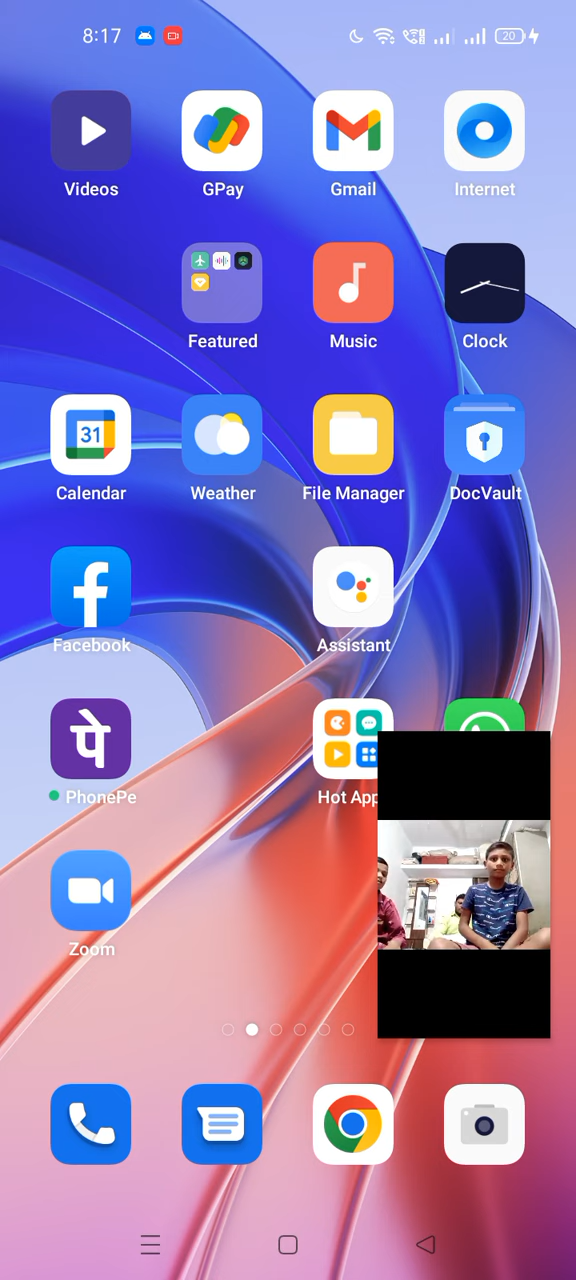 8:17
20
Videos
GPay
Gmail
Internet
Featured
Music
Clock
31
Calendar
Weather
File Manager
DocVault
Facebook
Assistant
पे
PhonePe
Hot App
Zoom